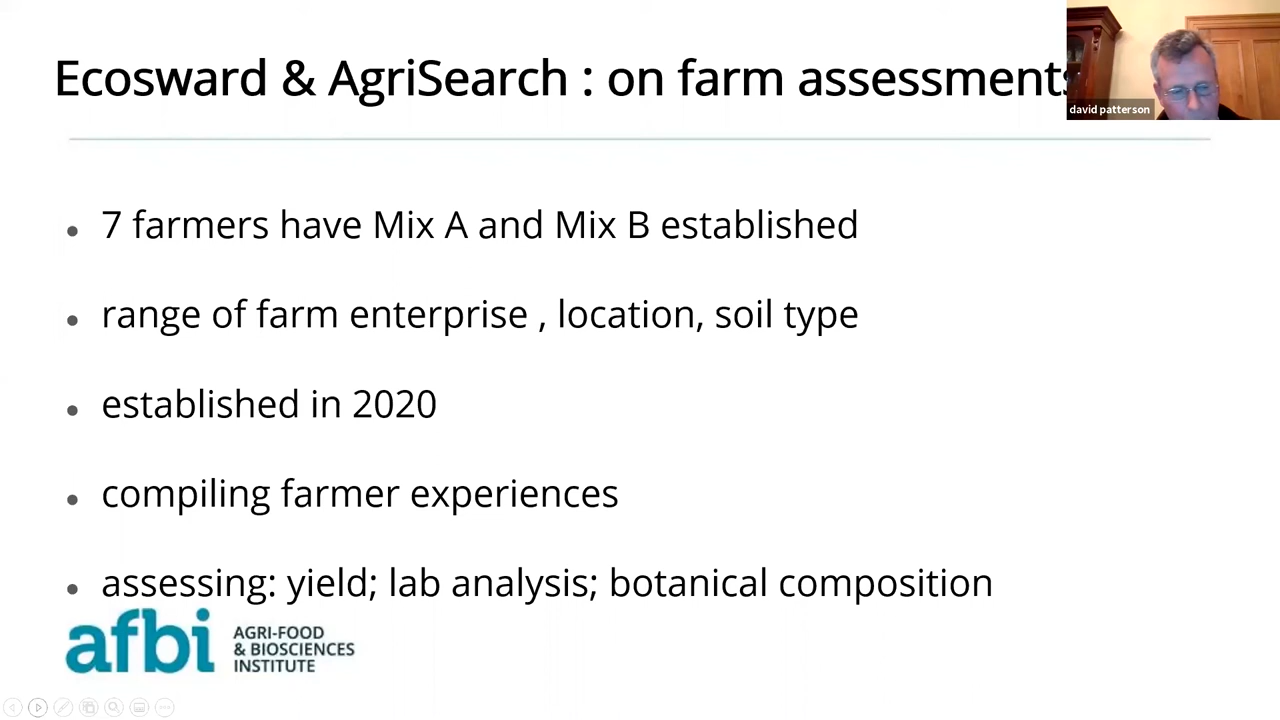 Ecosward & AgriSearch : on farm assessments
david patterson
• 7 farmers have Mix A and Mix B established
• range of farm enterprise , location, soil type
• established in 2020
• compiling farmer experiences
• assessing: yield; lab analysis; botanical composition
afbi
AGRI-FOOD
& BIOSCIENCES
INSTITUTE